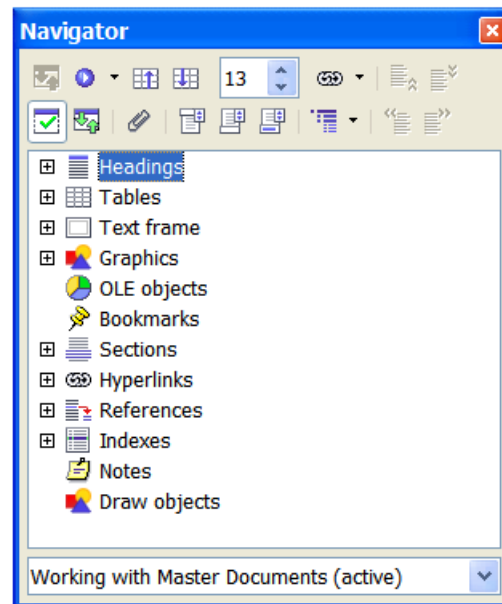 Navigator
13
Headings
Tables
Text frame
Graphics
OLE objects
Bookmarks
Sections
Hyperlinks
References
Indexes
Notes
Draw objects
Working with Master Documents (active)